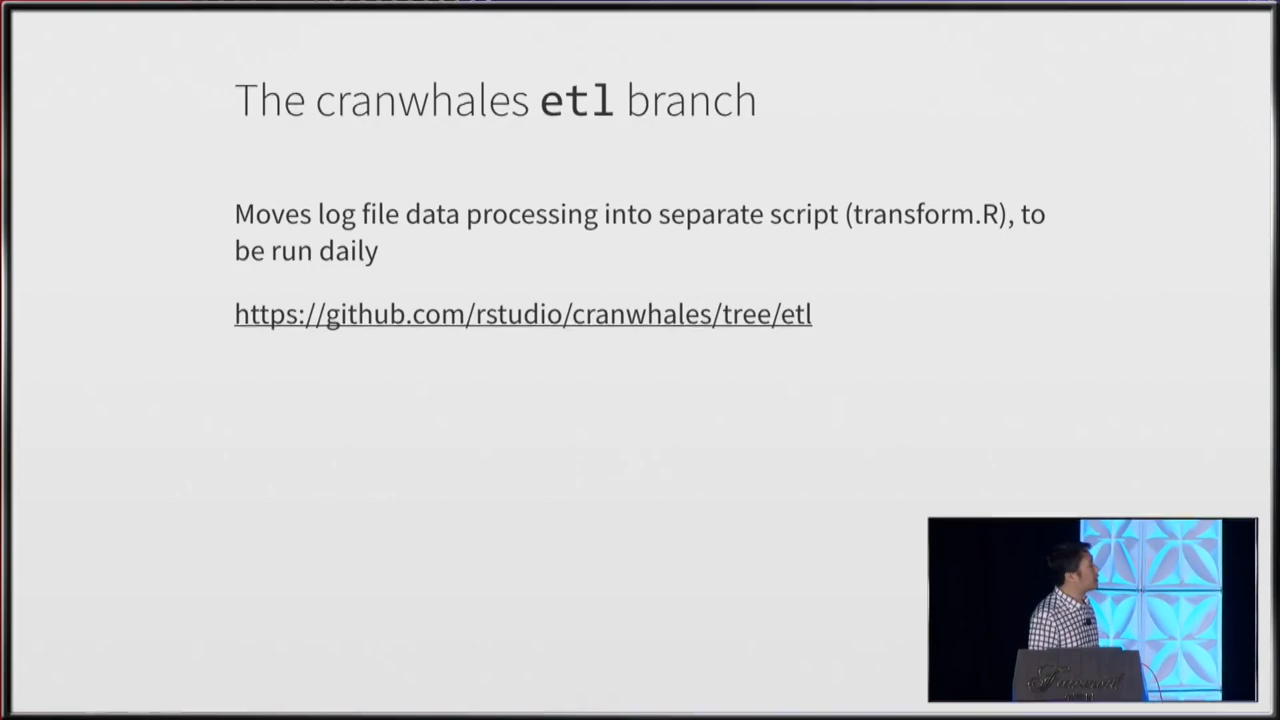 The cranwhales etl branch
Moves log file data processing into separate script (transform.R), to
be run daily
https://github.com/rstudio/cranwhales/tree/etl